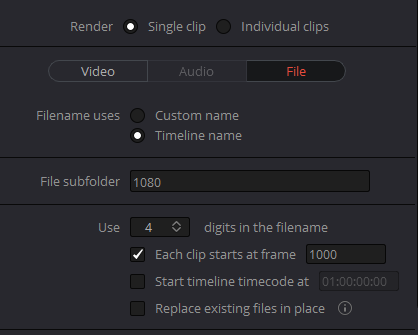 Render Single clip Individual clips
Video Audio File
Filename uses Custom name
Timeline name
File subfolder 1080
Use 4 digits in the filename
Each clip starts at frame 1000
Start timeline timecode at 01:00:00:00
Replace existing files in place